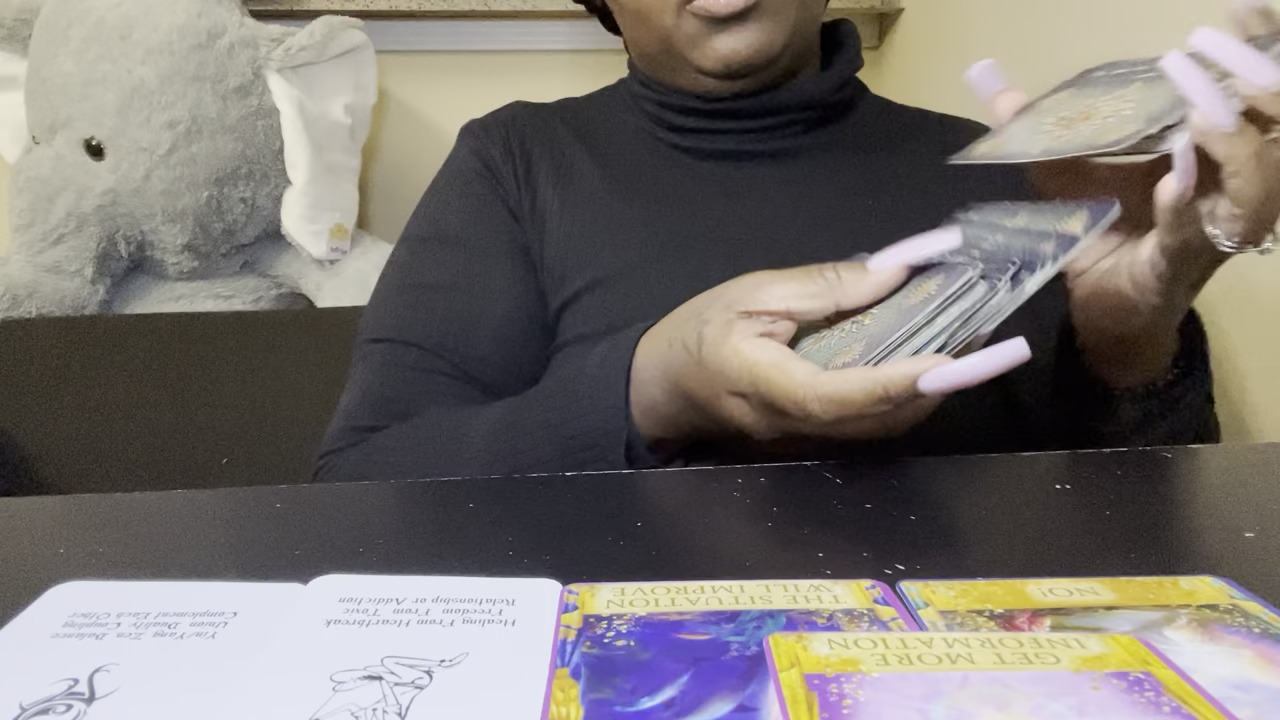 Yin/Yang Zen Balance
Union Duality Coupling
Complement Each Other
Healing From Heartbreak
Freedom From Toxic
Relationship or Addiction
THE SITUATION
WILL IMPROVE
NO!
GET MORE
INFORMATION